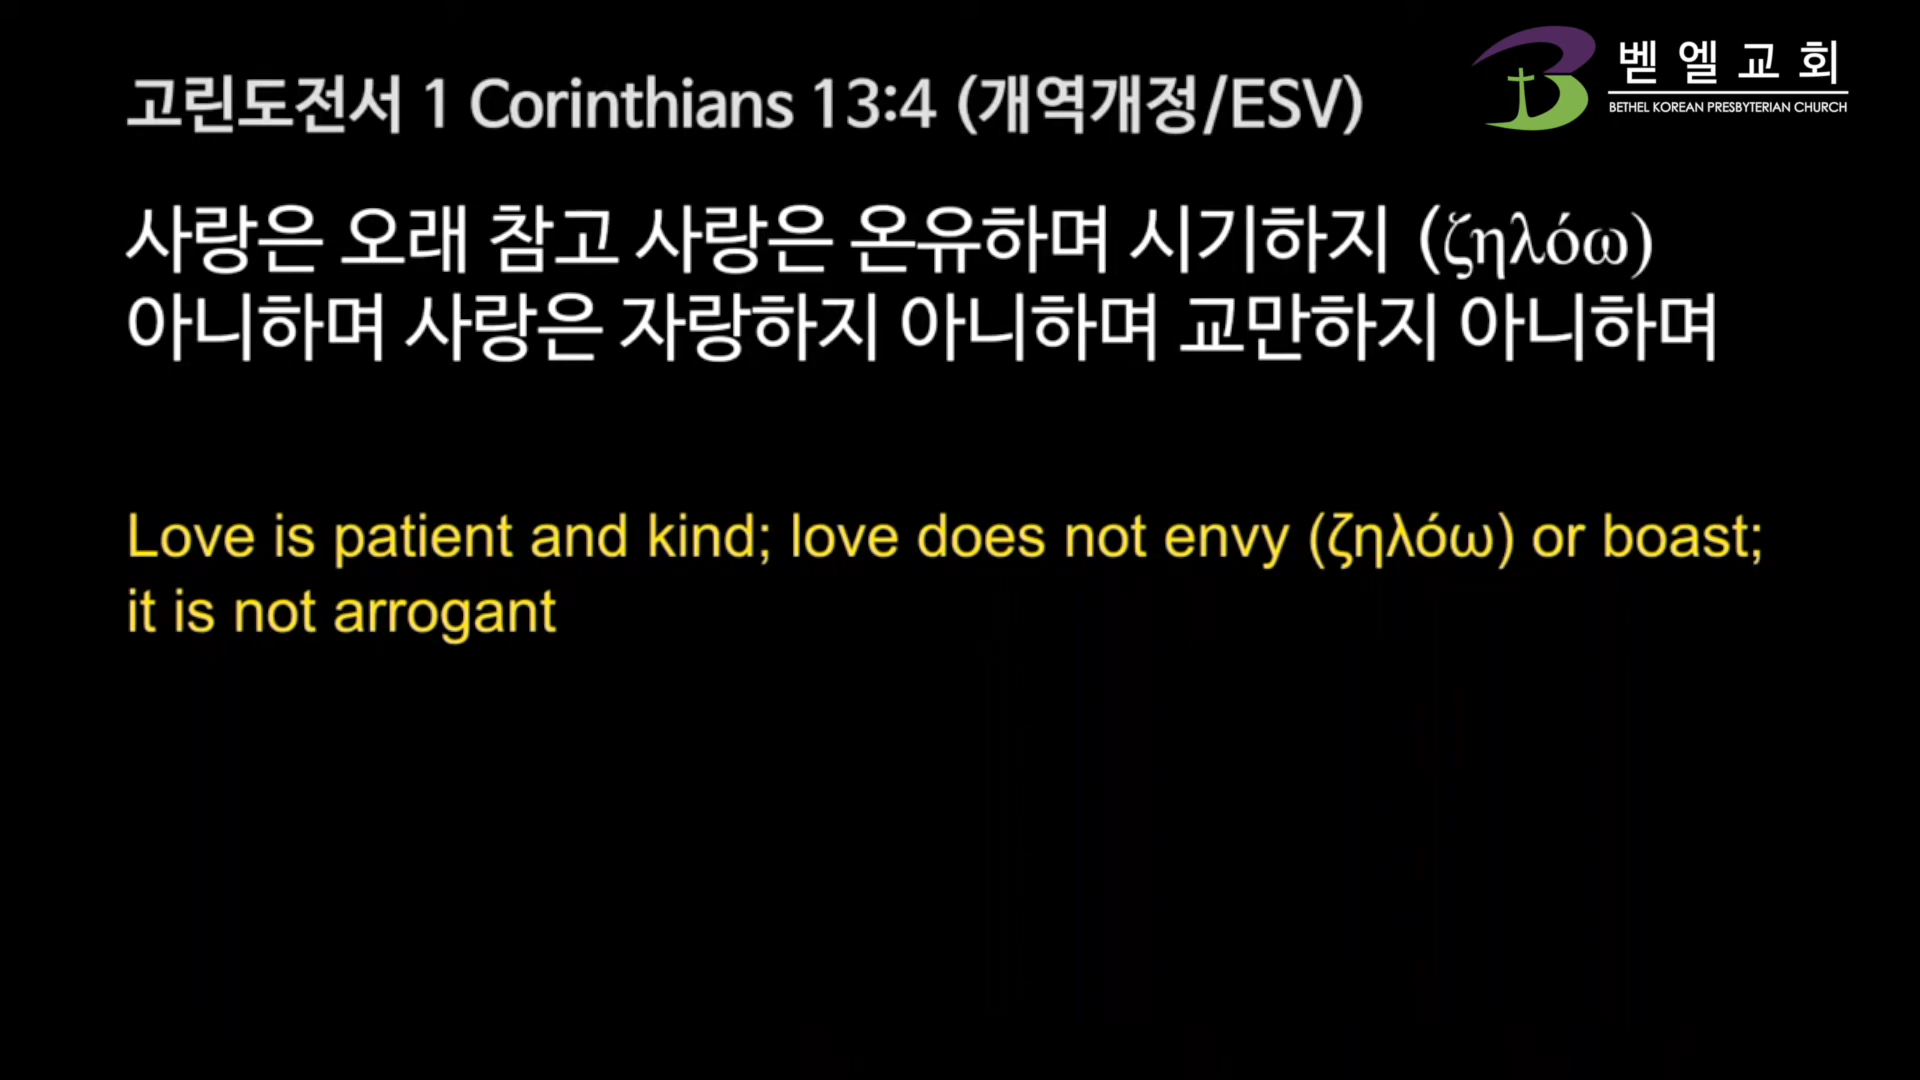 고린도전서 1 Corinthians 13:4 (개역개정/ESV)
벧엘교회
BETHEL KOREAN PRESBYTERIAN CHURCH
사랑은 오래 참고 사랑은 온유하며 시기하지 (ζηλόω)
아니하며 사랑은 자랑하지 아니하며 교만하지 아니하며
Love is patient and kind; love does not envy (ζηλόω) or boast;
it is not arrogant